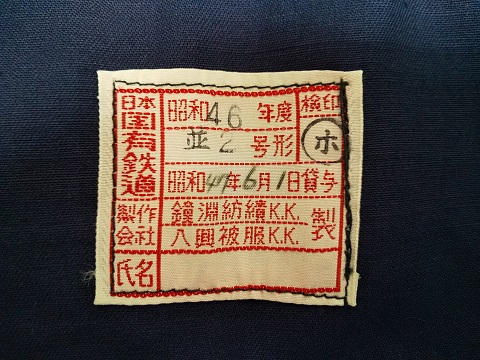 日本国有鉄道
昭和46年度
検印
並2号形
ホ
昭和47年6月1日貸与
製作会社
鐘淵紡績K.K.
八興被服K.K.
製
氏名